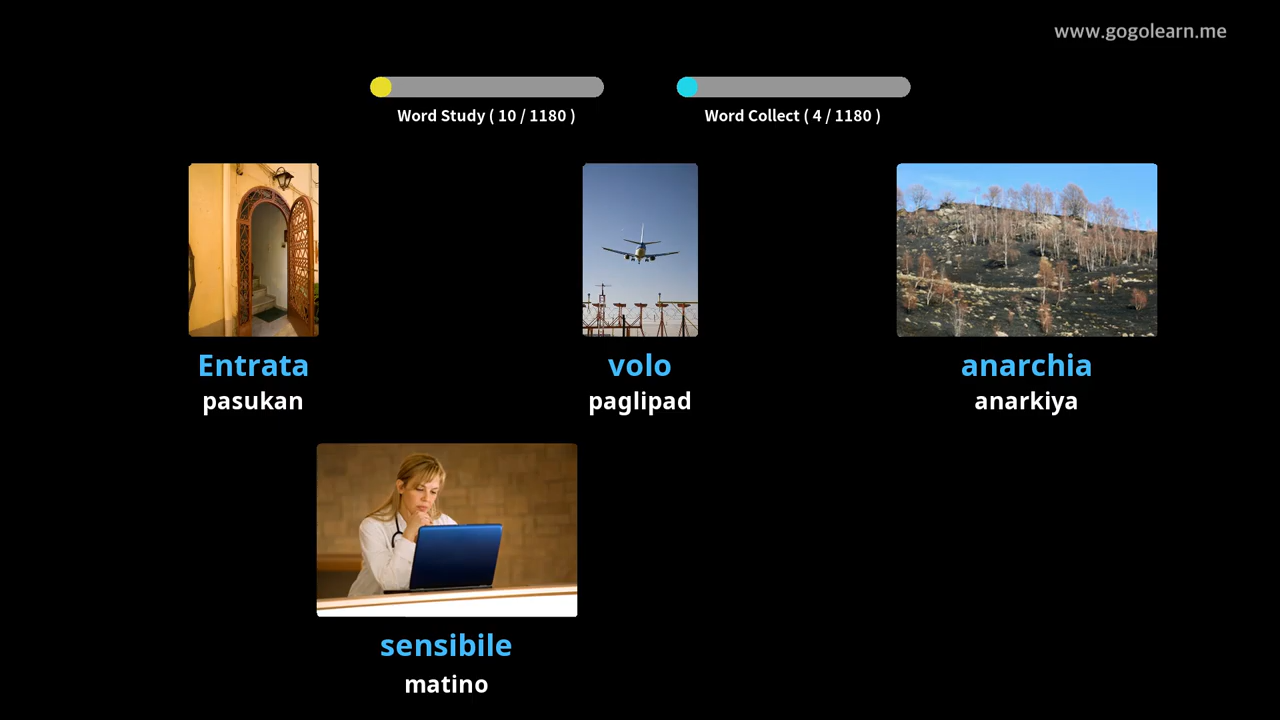 www.gogolearn.me
Word Study ( 10 / 1180 )
Word Collect ( 4 / 1180 )
Entrata
pasukan
volo
paglipad
anarchia
anarkiya
sensibile
matino